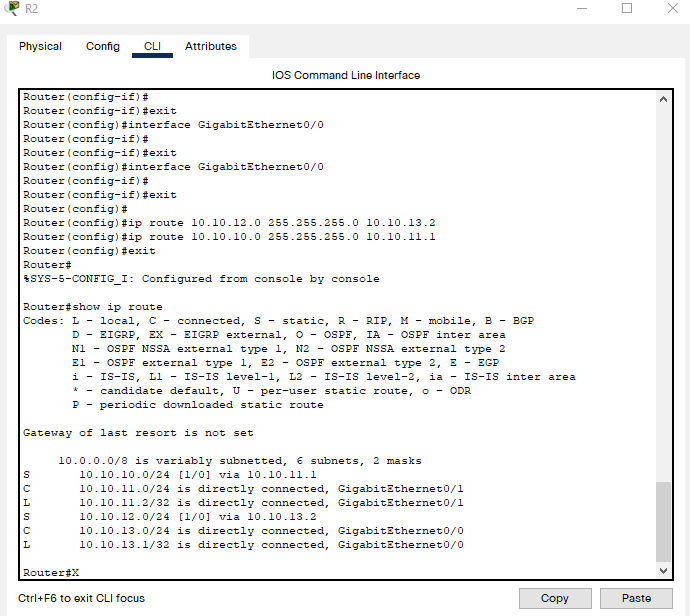 R2
Physical Config CLI Attributes
IOS Command Line Interface
Router(config-if)#
Router(config-if)#exit
Router(config)#interface GigabitEthernet0/0
Router(config-if)#
Router(config-if)#exit
Router(config)#interface GigabitEthernet0/0
Router(config-if)#
Router(config-if)#exit
Router(config)#
Router(config)#ip route 10.10.12.0 255.255.255.0 10.10.13.2
Router(config)#ip route 10.10.10.0 255.255.255.0 10.10.11.1
Router(config)#exit
Router#
%SYS-5-CONFIG_I: Configured from console by console
Router#show ip route
Codes: L - local, C - connected, S - static, R - RIP, M - mobile, B - BGP
D - EIGRP, EX - EIGRP external, O - OSPF, IA - OSPF inter area
N1 - OSPF NSSA external type 1, N2 - OSPF NSSA external type 2
E1 - OSPF external type 1, E2 - OSPF external type 2, E - EGP
i - IS-IS, L1 - IS-IS level-1, L2 - IS-IS level-2, ia - IS-IS inter area
* - candidate default, U - per-user static route, o - ODR
P - periodic downloaded static route
Gateway of last resort is not set
10.0.0.0/8 is variably subnetted, 6 subnets, 2 masks
S 10.10.10.0/24 [1/0] via 10.10.11.1
C 10.10.11.0/24 is directly connected, GigabitEthernet0/1
L 10.10.11.2/32 is directly connected, GigabitEthernet0/1
S 10.10.12.0/24 [1/0] via 10.10.13.2
C 10.10.13.0/24 is directly connected, GigabitEthernet0/0
L 10.10.13.1/32 is directly connected, GigabitEthernet0/0
Router#X
Ctrl+F6 to exit CLI focus
Copy Paste